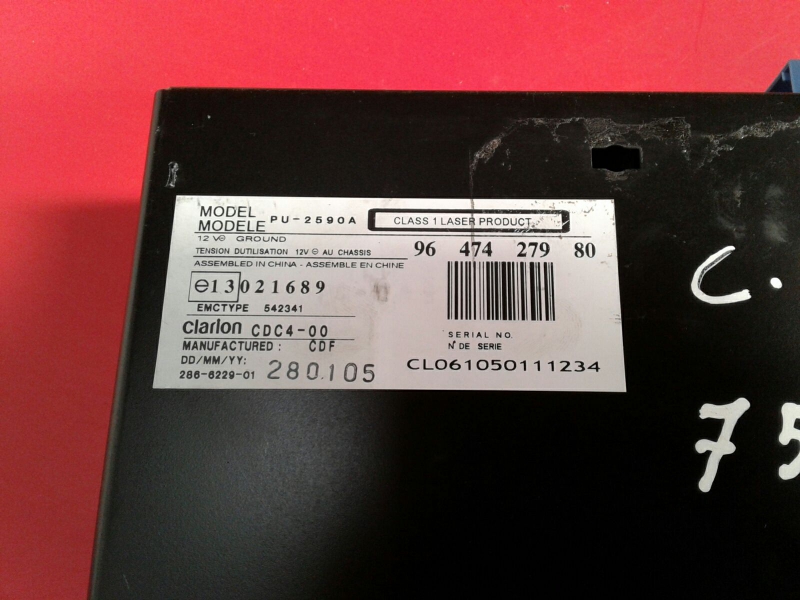 MODEL
MODELE PU-2590A CLASS 1 LASER PRODUCT
12 V⊖ GROUND
TENSION DUTILISATION 12V ⊖ AU CHASSIS 96 474 279 80
ASSEMBLED IN CHINA - ASSEMBLE EN CHINE
e13 021689
EMCTYPE 542341
clarion CDC4-00
SERIAL NO.
MANUFACTURED: CDF N° DE SERIE
DD/MM/YY:
286-6229-01 280105 CL061050111234
C.
75